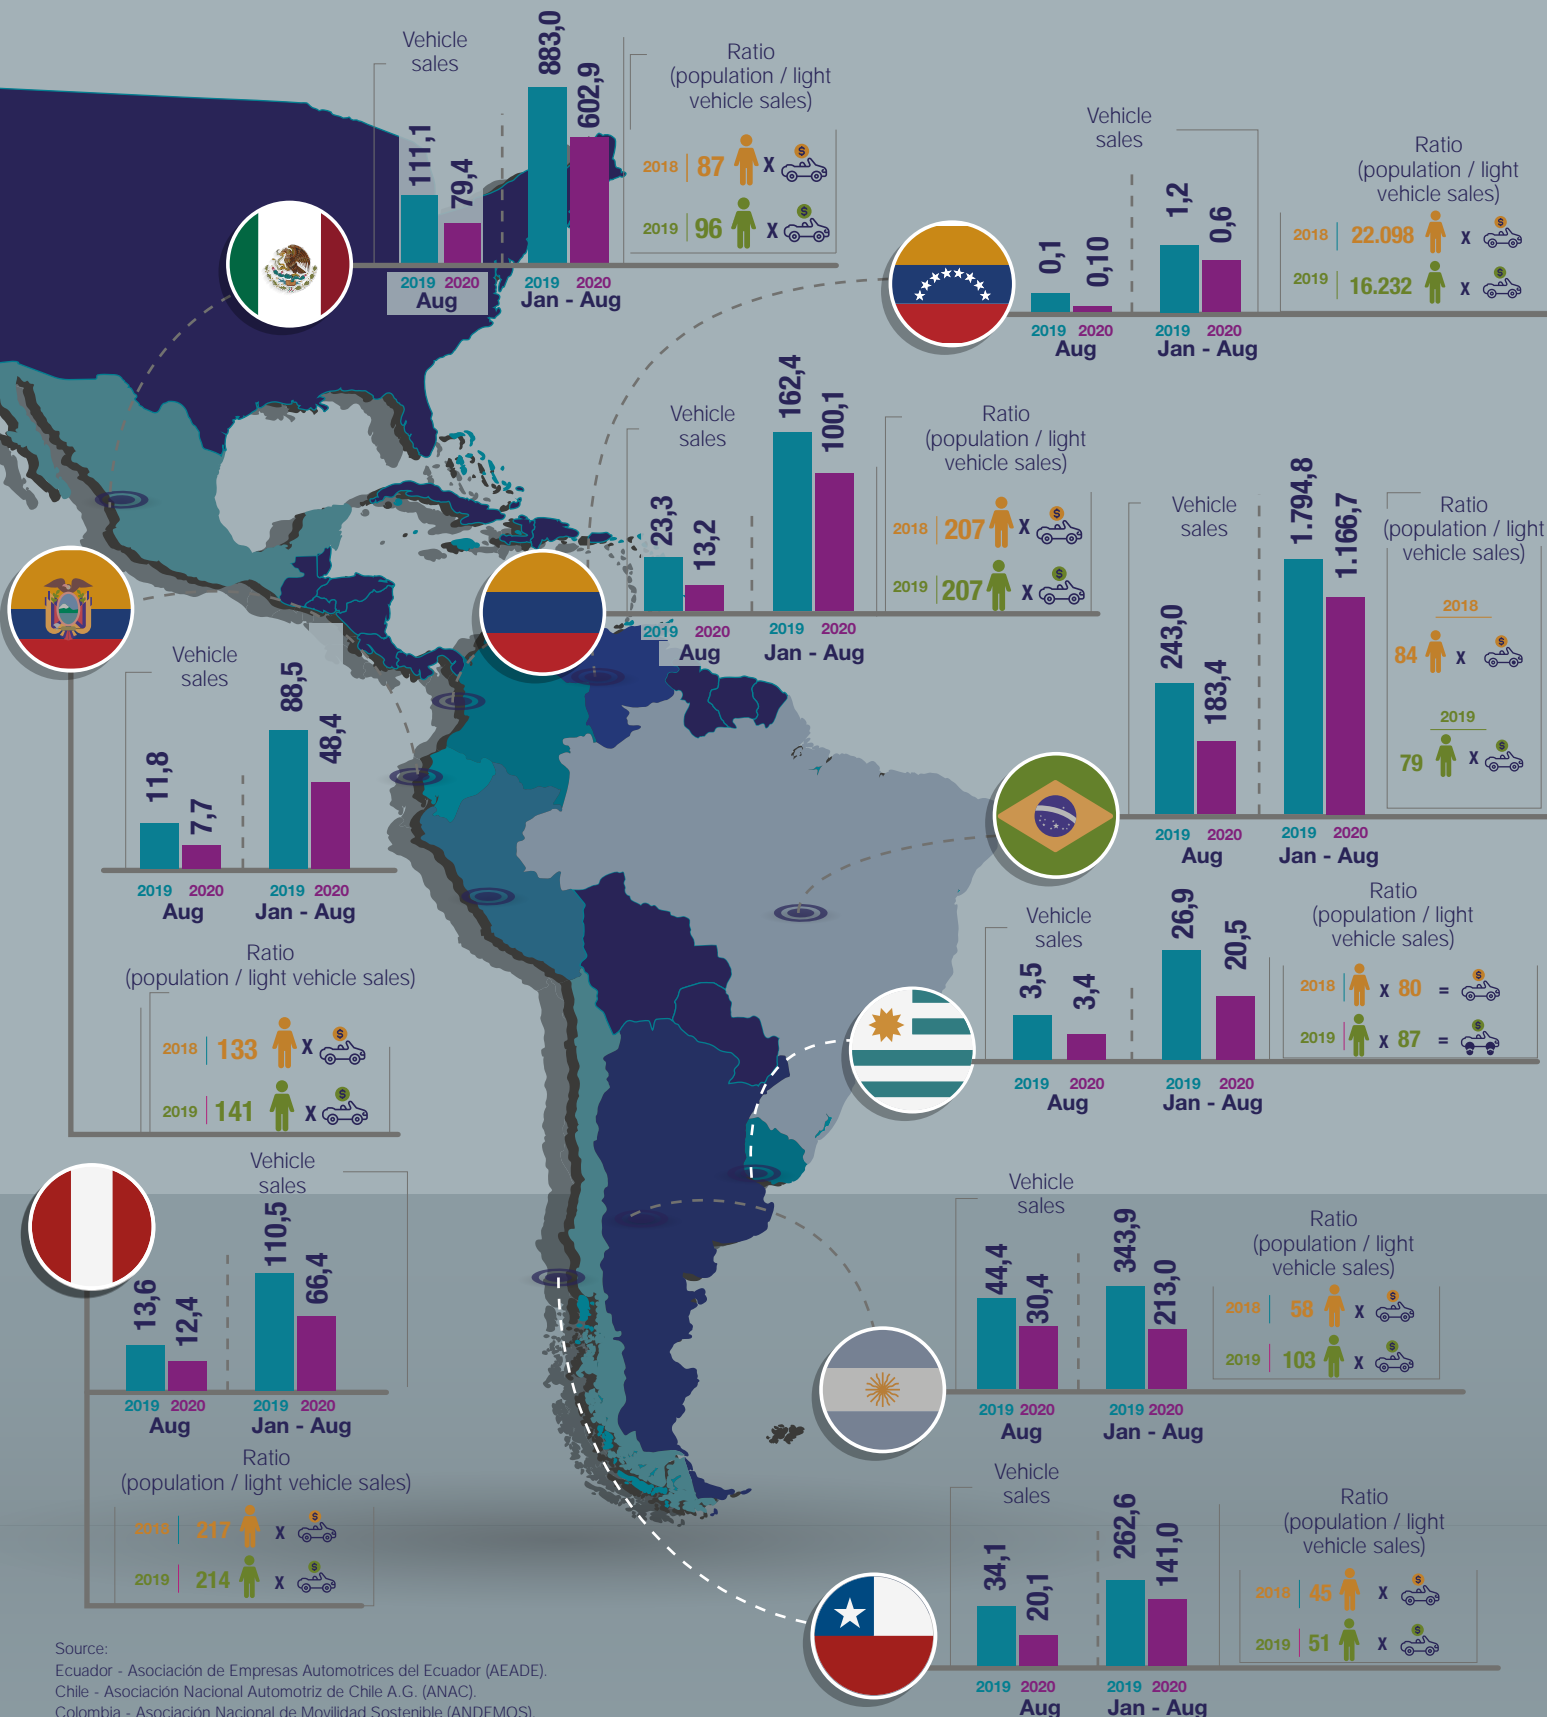 Vehicle
sales
111,1
79,4
883,0
602,9
2019 2020
Aug
2019 2020
Jan - Aug
Ratio
(population / light
vehicle sales)
2018 87 X $
2019 96 X $
Vehicle
sales
0,1
0,10
1,2
0,6
2019 2020
Aug
2019 2020
Jan - Aug
Ratio
(population / light
vehicle sales)
2018 22.098 X $
2019 16.232 X $
Vehicle
sales
23,3
13,2
162,4
100,1
2019 2020
Aug
2019 2020
Jan - Aug
Ratio
(population / light
vehicle sales)
2018 207 X $
2019 207 X $
Vehicle
sales
243,0
183,4
1.794,8
1.166,7
2019 2020
Aug
2019 2020
Jan - Aug
Ratio
(population / light
vehicle sales)
2018
84 X $
2019
79 X $
Vehicle
sales
11,8
7,7
88,5
48,4
2019 2020
Aug
2019 2020
Jan - Aug
Ratio
(population / light vehicle sales)
2018 133 X $
2019 141 X $
Vehicle
sales
3,5
3,4
26,9
20,5
2019 2020
Aug
2019 2020
Jan - Aug
Ratio
(population / light
vehicle sales)
2018 X 80 = $
2019 X 87 = $
Vehicle
sales
13,6
12,4
110,5
66,4
2019 2020
Aug
2019 2020
Jan - Aug
Ratio
(population / light vehicle sales)
2018 217 X $
2019 214 X $
Vehicle
sales
44,4
30,4
343,9
213,0
2019 2020
Aug
2019 2020
Jan - Aug
Ratio
(population / light
vehicle sales)
2018 58 X $
2019 103 X $
Vehicle
sales
34,1
20,1
262,6
141,0
2019 2020
Aug
2019 2020
Jan - Aug
Ratio
(population / light
vehicle sales)
2018 45 X $
2019 51 X $
Source:
Ecuador - Asociación de Empresas Automotrices del Ecuador (AEADE).
Chile - Asociación Nacional Automotriz de Chile A.G. (ANAC).
Colombia - Asociación Nacional de Movilidad Sostenible (ANDEMOS).